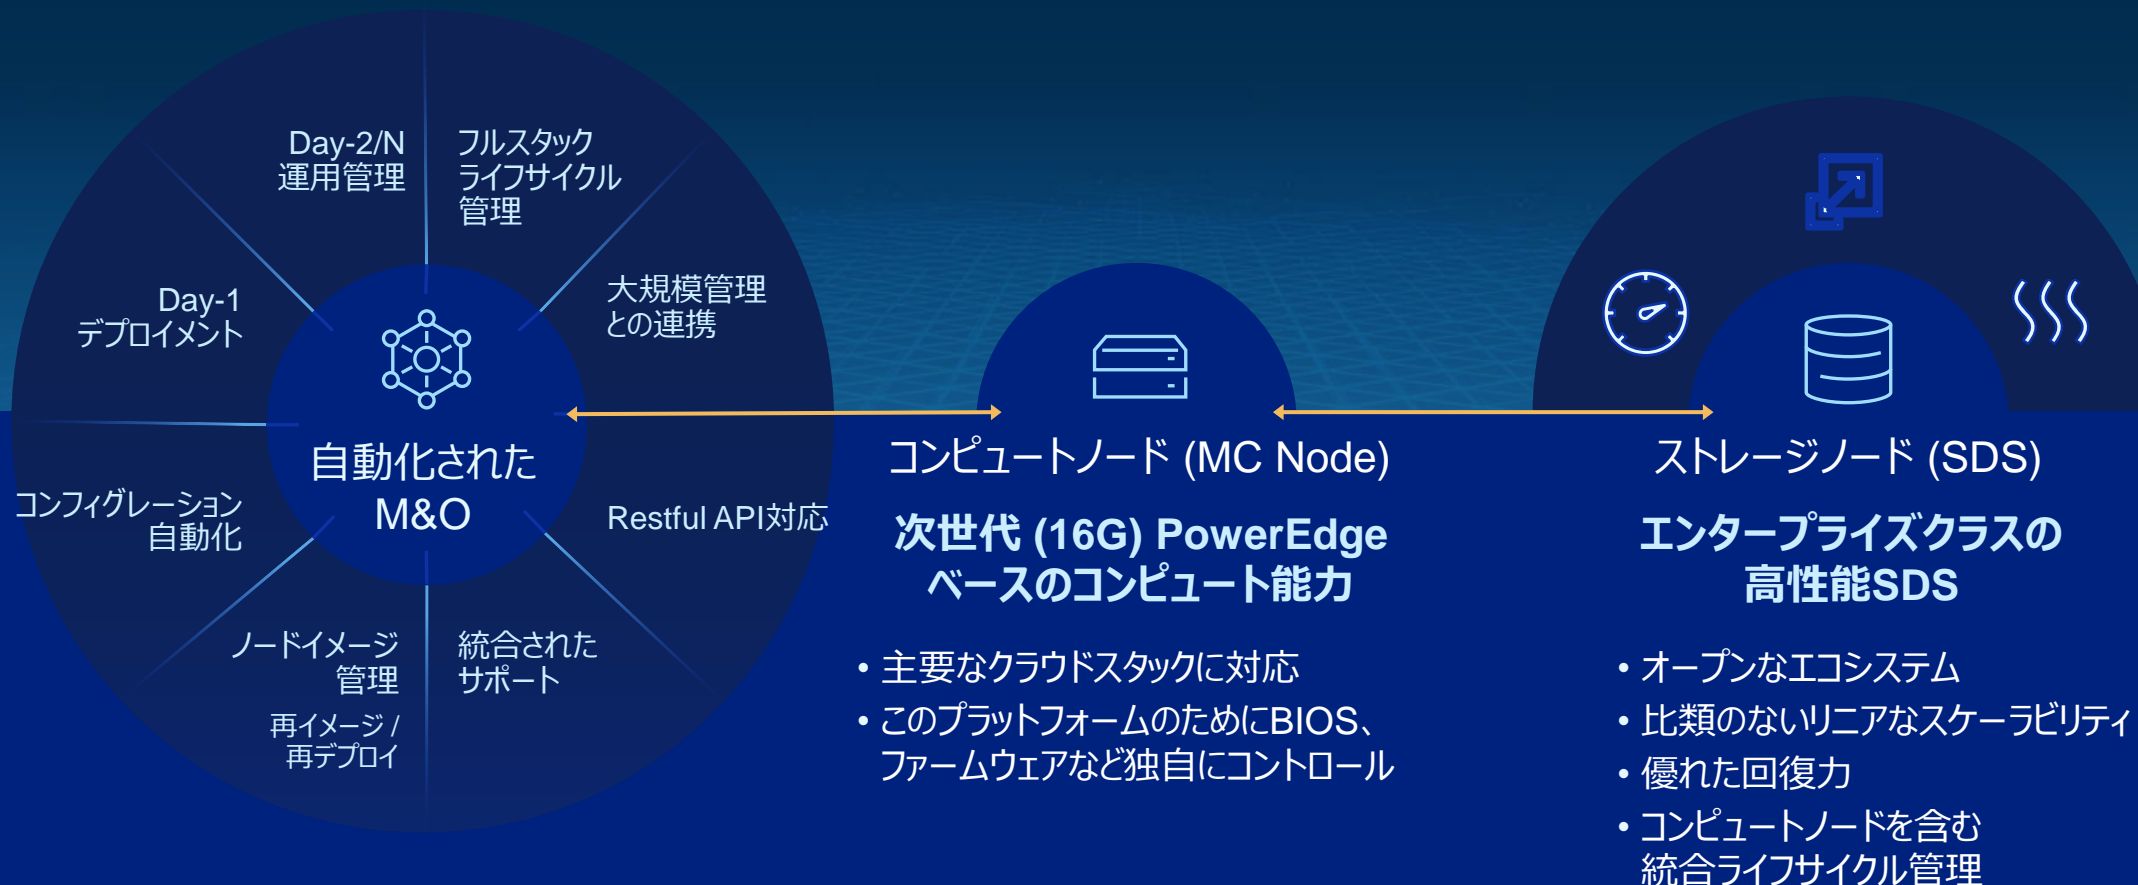 Day-2/N
運用管理
フルスタック
ライフサイクル
管理
大規模管理
との連携
Day-1
デプロイメント
自動化された
M&O
コンフィグレーション
自動化
Restful API対応
ノードイメージ
管理
再イメージ /
再デプロイ
統合された
サポート
コンピュートノード (MC Node)
次世代 (16G) PowerEdge
ベースのコンピュート能力
・主要なクラウドスタックに対応
・このプラットフォームのためにBIOS、
ファームウェアなど独自にコントロール
ストレージノード (SDS)
エンタープライズクラスの
高性能SDS
・オープンなエコシステム
・比類のないリニアなスケーラビリティ
・優れた回復力
・コンピュートノードを含む
統合ライフサイクル管理